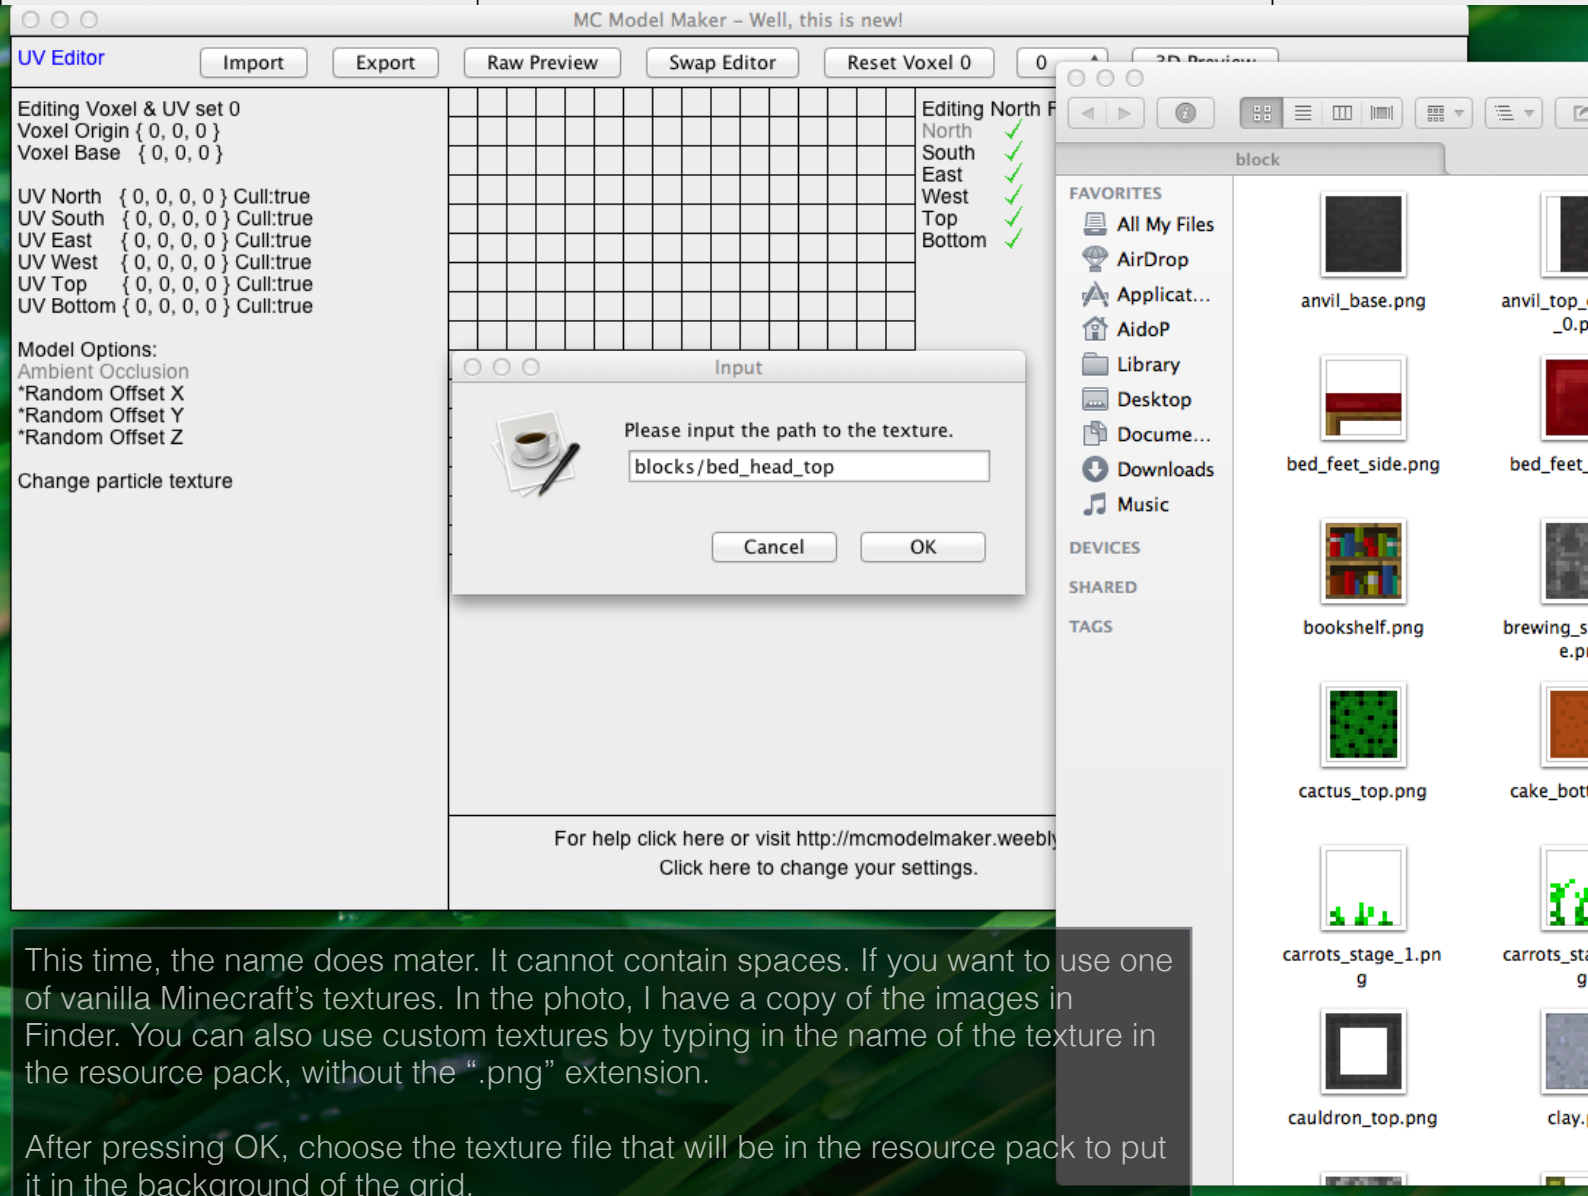 MC Model Maker – Well, this is new!
UV Editor
Import
Export
Raw Preview
Swap Editor
Reset Voxel 0
0
3D Preview
Editing Voxel & UV set 0
Voxel Origin { 0, 0, 0 }
Voxel Base { 0, 0, 0 }
UV North { 0, 0, 0, 0 } Cull:true
UV South { 0, 0, 0, 0 } Cull:true
UV East { 0, 0, 0, 0 } Cull:true
UV West { 0, 0, 0, 0 } Cull:true
UV Top { 0, 0, 0, 0 } Cull:true
UV Bottom { 0, 0, 0, 0 } Cull:true
Model Options:
Ambient Occlusion
*Random Offset X
*Random Offset Y
*Random Offset Z
Change particle texture
Editing North F
North
South
East
West
Top
Bottom
Input
Please input the path to the texture.
blocks/bed_head_top
Cancel
OK
For help click here or visit http://mcmodelmaker.weebly
Click here to change your settings.
block
FAVORITES
All My Files
AirDrop
Applicat...
AidoP
Library
Desktop
Docume...
Downloads
Music
DEVICES
SHARED
TAGS
anvil_base.png
anvil_top_
_0.p
bed_feet_side.png
bed_feet_
bookshelf.png
brewing_s
e.p
cactus_top.png
cake_bot
carrots_stage_1.pn
g
carrots_sta
g
cauldron_top.png
clay.
This time, the name does mater. It cannot contain spaces. If you want to use one
of vanilla Minecraft’s textures. In the photo, I have a copy of the images in
Finder. You can also use custom textures by typing in the name of the texture in
the resource pack, without the “.png” extension.
After pressing OK, choose the texture file that will be in the resource pack to put
it in the background of the grid.